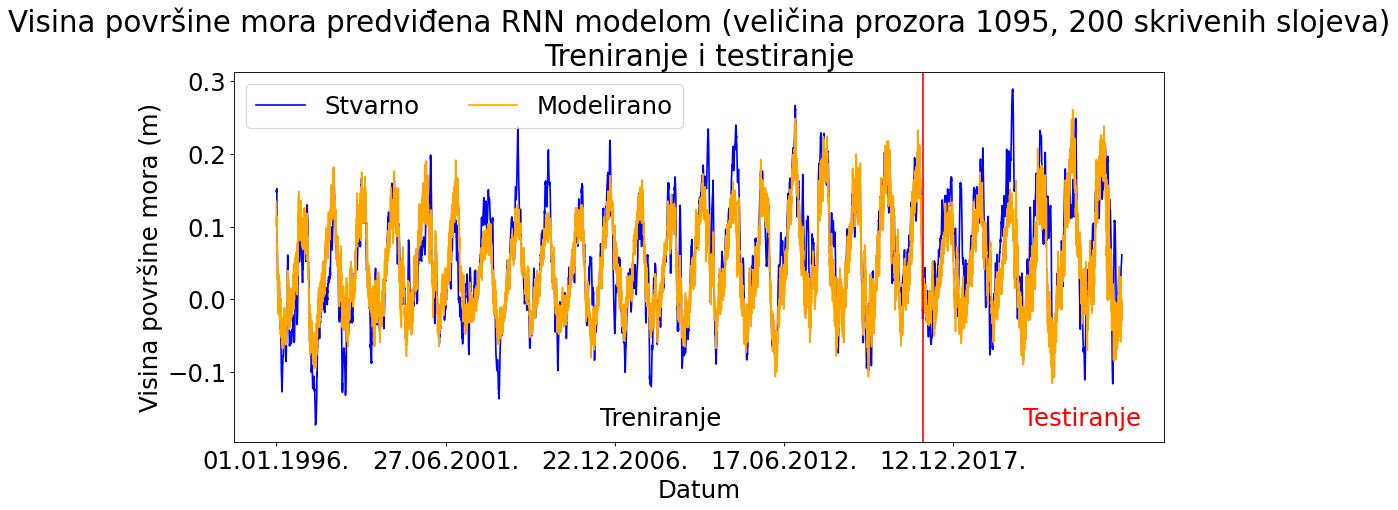 Visina površine mora predviđena RNN modelom (veličina prozora 1095, 200 skrivenih slojeva)
Treniranje i testiranje
Stvarno
Modelirano
Visina površine mora (m)
0.3
0.2
0.1
0.0
−0.1
Treniranje
Testiranje
01.01.1996.
27.06.2001.
22.12.2006.
17.06.2012.
12.12.2017.
Datum